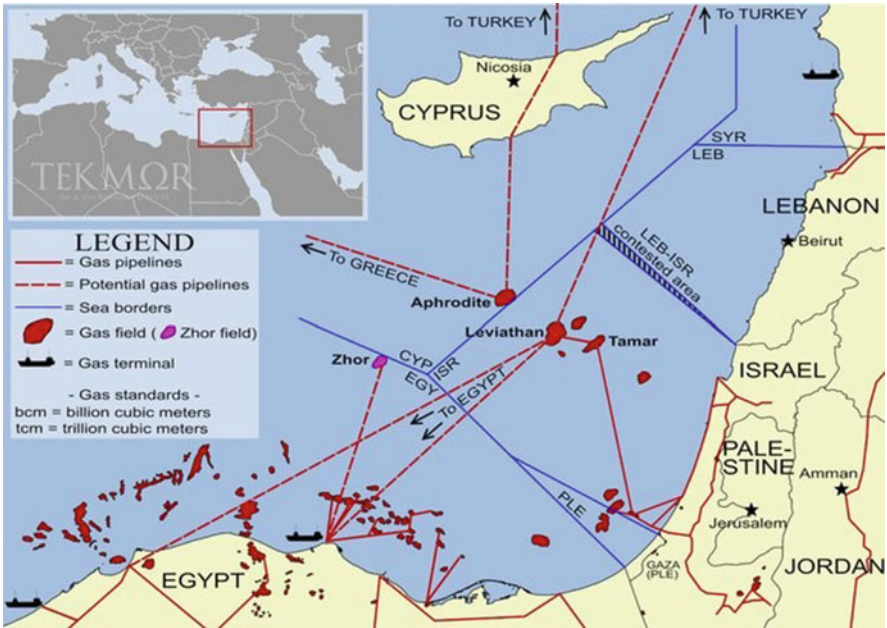 To TURKEY
To TURKEY
Nicosia
CYPRUS
TEKMΩR
SYR
LEB
LEBANON
Beirut
LEB-ISR
contested area
LEGEND
= Gas pipelines
= Potential gas pipelines
= Sea borders
= Gas field ( Zhor field)
= Gas terminal
- Gas standards -
bcm = billion cubic meters
tcm = trillion cubic meters
To GREECE
Aphrodite
Leviathan
Tamar
Zhor
CYP
ISR
EGY
To EGYPT
ISRAEL
PALE-
STINE
Amman
Jerusalem
PLE
GAZA
(PLE)
EGYPT
JORDAN